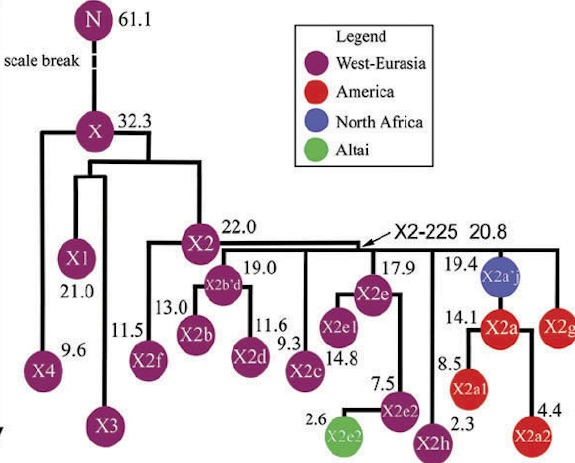 N 61.1
scale break
Legend
West-Eurasia
America
North Africa
Altai
X 32.3
X2 22.0
X2-225 20.8
X1
21.0
X2b'd 19.0
X2e 17.9
X2a'j 19.4
13.0
X2b
11.6
X2d
11.5
X2f
9.3
X2c
X2e1
14.8
14.1
X2a
X2g
9.6
X4
8.5
X2a1
7.5
X2e2
2.6
X2e2
X3
X2h
2.3
4.4
X2a2